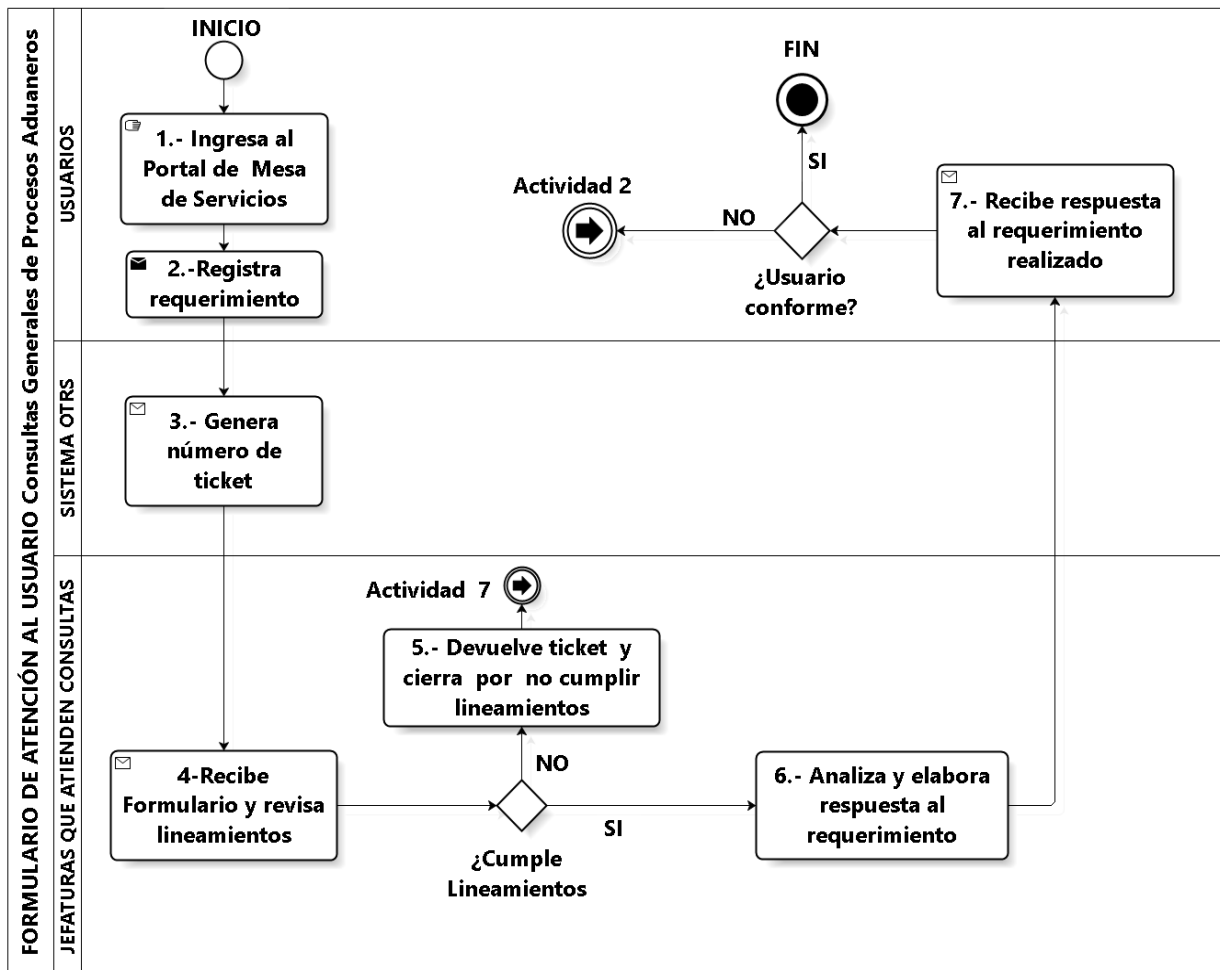 FORMULARIO DE ATENCIÓN AL USUARIO Consultas Generales de Procesos Aduaneros
USUARIOS
INICIO
1.- Ingresa al
Portal de Mesa
de Servicios
2.-Registra
requerimiento
FIN
SI
Actividad 2
NO
¿Usuario
conforme?
7.- Recibe respuesta
al requerimiento
realizado
SISTEMA OTRS
3.- Genera
número de
ticket
JEFATURAS QUE ATIENDEN CONSULTAS
Actividad 7
5.- Devuelve ticket y
cierra por no cumplir
lineamientos
NO
4-Recibe
Formulario y revisa
lineamientos
SI
¿Cumple
Lineamientos
6.- Analiza y elabora
respuesta al
requerimiento